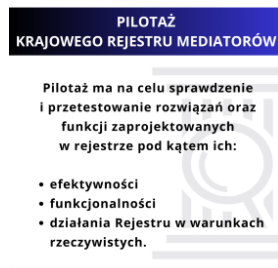 PILOTAŻ
KRAJOWEGO REJESTRU MEDIATORÓW
Pilotaż ma na celu sprawdzenie
i przetestowanie rozwiązań oraz
funkcji zaprojektowanych
w rejestrze pod kątem ich:
• efektywności
• funkcjonalności
• działania Rejestru w warunkach
rzeczywistych.